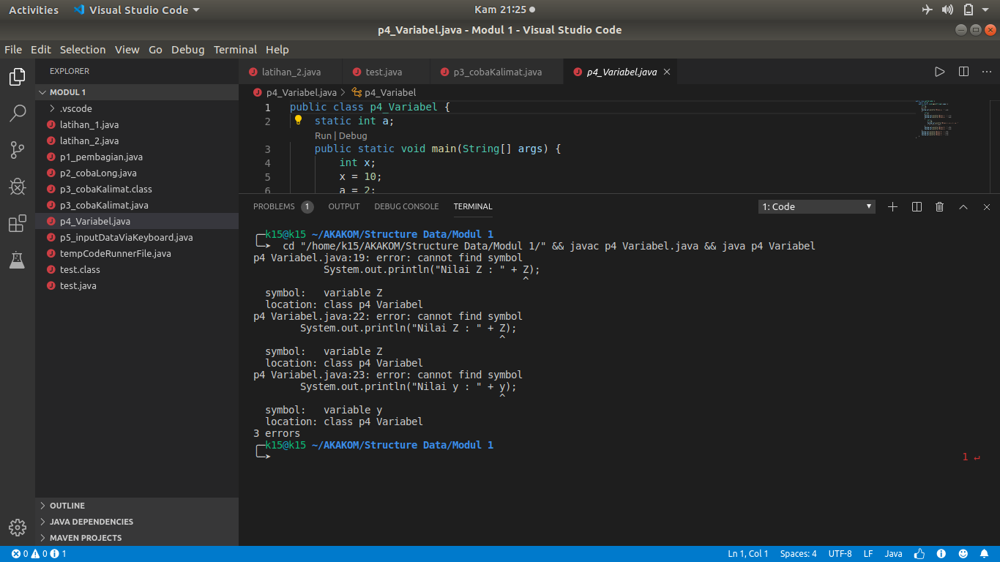 Activities Visual Studio Code Kam 21:25
p4_Variabel.java - Modul 1 - Visual Studio Code
File Edit Selection View Go Debug Terminal Help
EXPLORER
MODUL 1
.vscode
latihan_1.java
latihan_2.java
p1_pembagian.java
p2_cobaLong.java
p3_cobaKalimat.class
p3_cobaKalimat.java
p4_Variabel.java
p5_inputDataViaKeyboard.java
tempCodeRunnerFile.java
test.class
test.java
OUTLINE
JAVA DEPENDENCIES
MAVEN PROJECTS
latihan_2.java test.java p3_cobaKalimat.java p4_Variabel.java
p4_Variabel.java > p4_Variabel
1 public class p4_Variabel {
2 static int a;
Run | Debug
3 public static void main(String[] args) {
4 int x;
5 x = 10;
6 a = 2;
PROBLEMS 1 OUTPUT DEBUG CONSOLE TERMINAL 1: Code
k15@k15 ~/AKAKOM/Structure Data/Modul 1
cd "/home/k15/AKAKOM/Structure Data/Modul 1/" && javac p4 Variabel.java && java p4 Variabel
p4 Variabel.java:19: error: cannot find symbol
System.out.println("Nilai Z : " + Z);
^
symbol: variable Z
location: class p4 Variabel
p4 Variabel.java:22: error: cannot find symbol
System.out.println("Nilai Z : " + Z);
^
symbol: variable Z
location: class p4 Variabel
p4 Variabel.java:23: error: cannot find symbol
System.out.println("Nilai y : " + y);
^
symbol: variable y
location: class p4 Variabel
3 errors
k15@k15 ~/AKAKOM/Structure Data/Modul 1
1 ↵
0 0 1 Ln 1, Col 1 Spaces: 4 UTF-8 LF Java